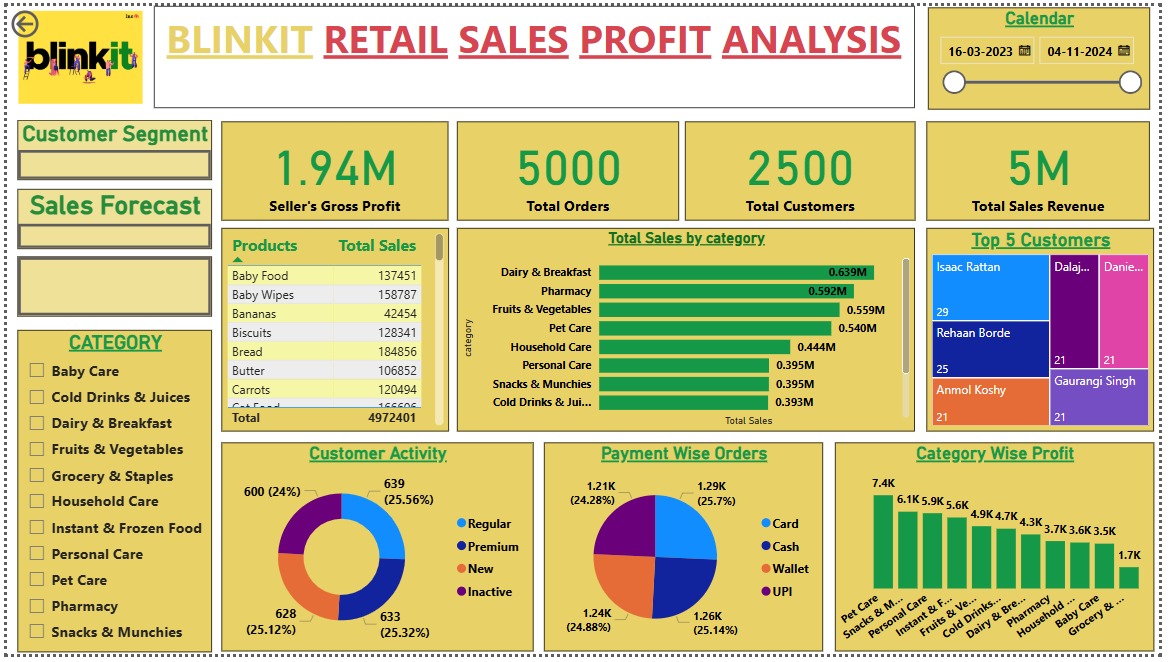 blinkit
BLINKIT RETAIL SALES PROFIT ANALYSIS
Calendar
16-03-2023
04-11-2024
Customer Segment
Sales Forecast
1.94M
Seller's Gross Profit
5000
Total Orders
2500
Total Customers
5M
Total Sales Revenue
Products Total Sales
Baby Food 137451
Baby Wipes 158787
Bananas 42454
Biscuits 128341
Bread 184856
Butter 106852
Carrots 120494
Cat Food 166606
Total 4972401
Total Sales by category
category
Dairy & Breakfast 0.639M
Pharmacy 0.592M
Fruits & Vegetables 0.559M
Pet Care 0.540M
Household Care 0.444M
Personal Care 0.395M
Snacks & Munchies 0.395M
Cold Drinks & Jui... 0.393M
Total Sales
Top 5 Customers
Isaac Rattan
29
Rehaan Borde
25
Anmol Koshy
21
Dalaj...
21
Danie...
21
Gaurangi Singh
21
CATEGORY
Baby Care
Cold Drinks & Juices
Dairy & Breakfast
Fruits & Vegetables
Grocery & Staples
Household Care
Instant & Frozen Food
Personal Care
Pet Care
Pharmacy
Snacks & Munchies
Customer Activity
639
(25.56%)
633
(25.32%)
628
(25.12%)
600 (24%)
Regular
Premium
New
Inactive
Payment Wise Orders
1.29K
(25.7%)
1.26K
(25.14%)
1.24K
(24.88%)
1.21K
(24.28%)
Card
Cash
Wallet
UPI
Category Wise Profit
7.4K
6.1K
5.9K
5.6K
4.9K
4.7K
4.3K
3.7K
3.6K
3.5K
1.7K
Pet Care
Snacks & M...
Personal Care
Instant & F...
Fruits & Ve...
Cold Drinks...
Dairy & Bre...
Pharmacy
Household ...
Baby Care
Grocery & ...